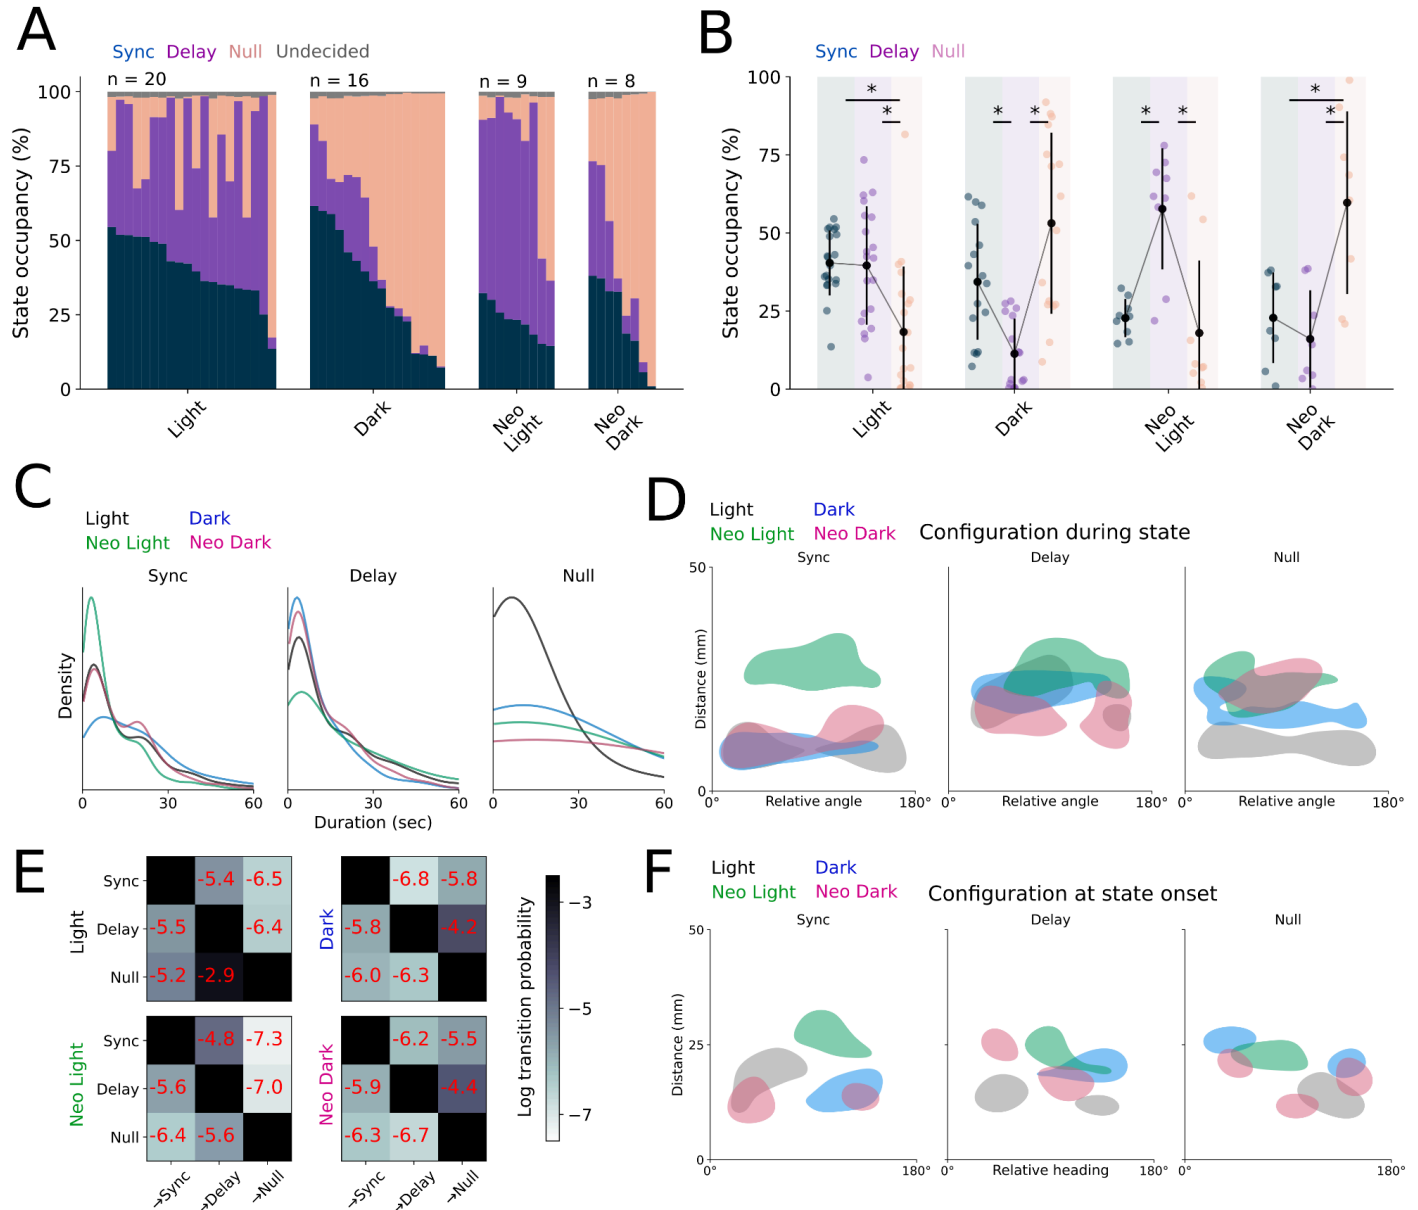 A
Sync Delay Null Undecided
n = 20
n = 16
n = 9
n = 8
State occupancy (%)
100
75
50
25
0
Light
Dark
Neo
Light
Neo
Dark
B
Sync Delay Null
State occupancy (%)
100
75
50
25
0
* *
* *
* *
* *
Light
Dark
Neo
Light
Neo
Dark
C
Light Dark
Neo Light Neo Dark
Sync Delay Null
Density
0 30 60
0 30 60
0 30 60
Duration (sec)
D
Light Dark
Neo Light Neo Dark
Configuration during state
Sync Delay Null
Distance (mm)
50
0
0° Relative angle 180°
0° Relative angle 180°
0° Relative angle 180°
E
Light
Sync -5.4 -6.5
Delay -5.5 -6.4
Null -5.2 -2.9
Dark
-6.8 -5.8
-5.8 -4.2
-6.0 -6.3
Neo Light
Sync -4.8 -7.3
Delay -5.6 -7.0
Null -6.4 -5.6
→Sync →Delay →Null
Neo Dark
-6.2 -5.5
-5.9 -4.4
-6.3 -6.7
→Sync →Delay →Null
Log transition probability
−3
−5
−7
F
Light Dark
Neo Light Neo Dark
Configuration at state onset
Sync Delay Null
Distance (mm)
50
25
0
0° 180°
0° Relative heading 180°
0° 180°